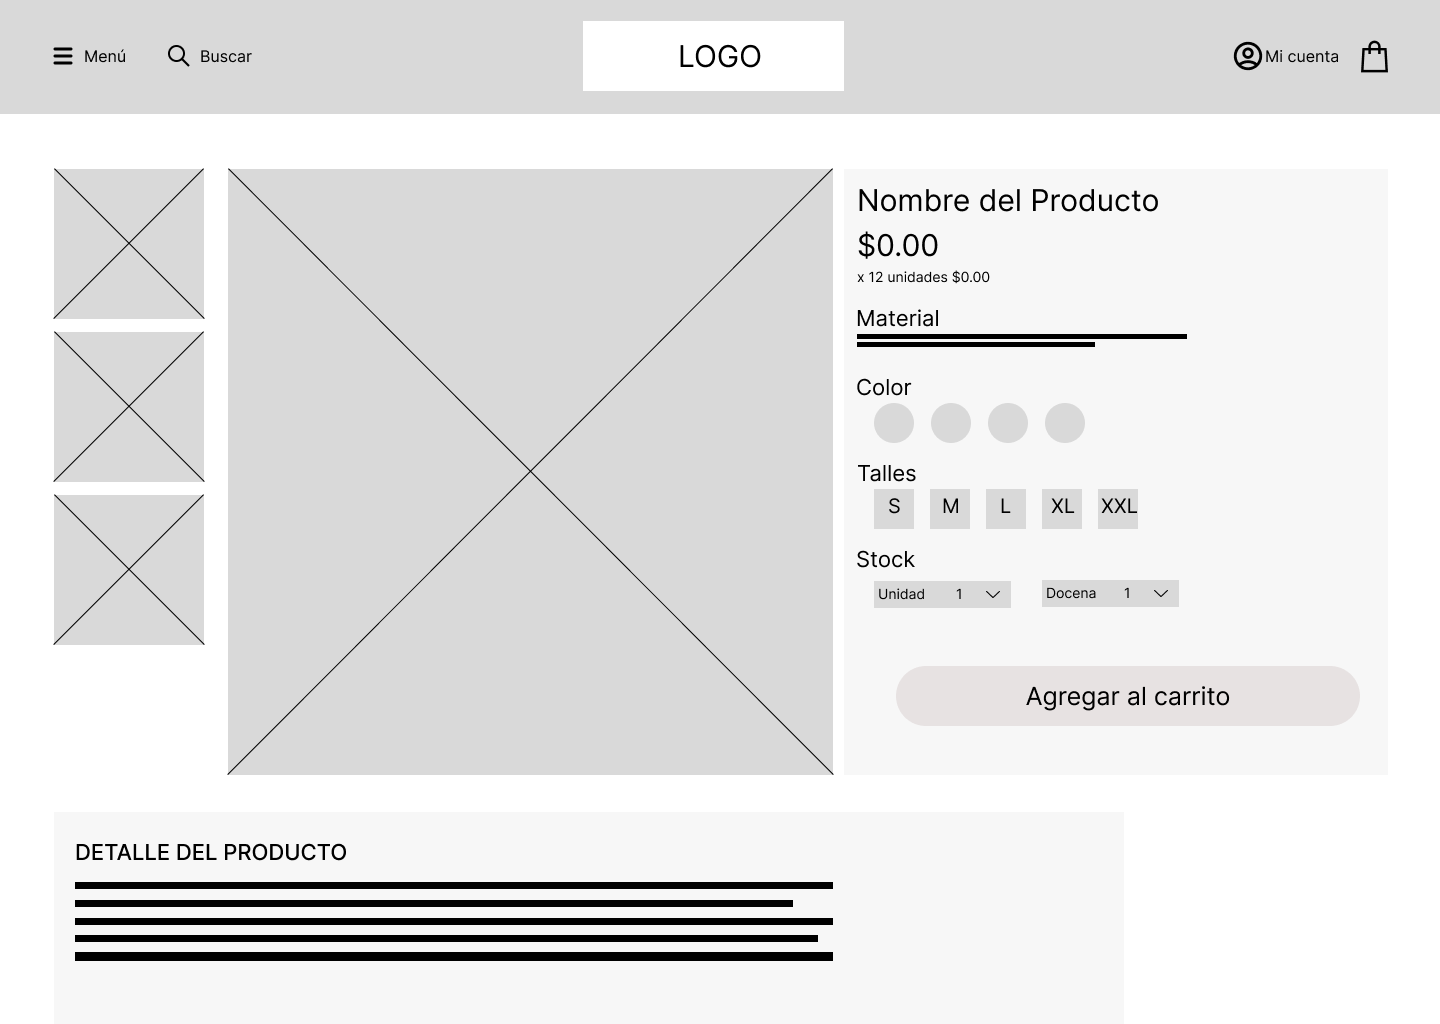 Menú
Buscar
LOGO
Mi cuenta
Nombre del Producto
$0.00
x 12 unidades $0.00
Material
Color
Talles
S M L XL XXL
Stock
Unidad 1
Docena 1
Agregar al carrito
DETALLE DEL PRODUCTO